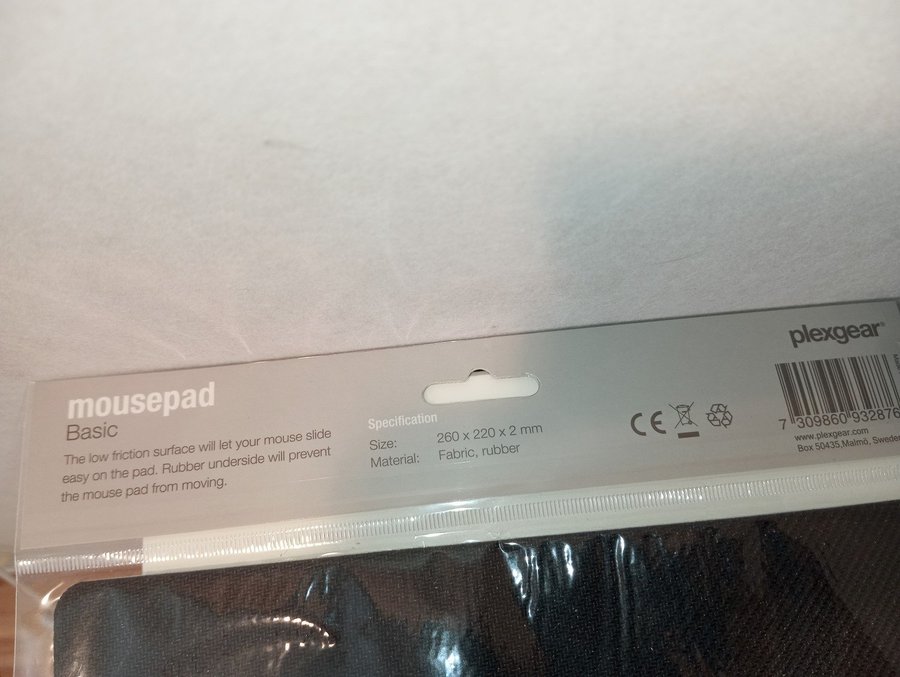 plexgear®
mousepad
Basic
The low friction surface will let your mouse slide
easy on the pad. Rubber underside will prevent
the mouse pad from moving.
Specification
Size: 260 x 220 x 2 mm
Material: Fabric, rubber
CE
7 309860 932876
www.plexgear.com
Box 50435, Malmö, Sweden